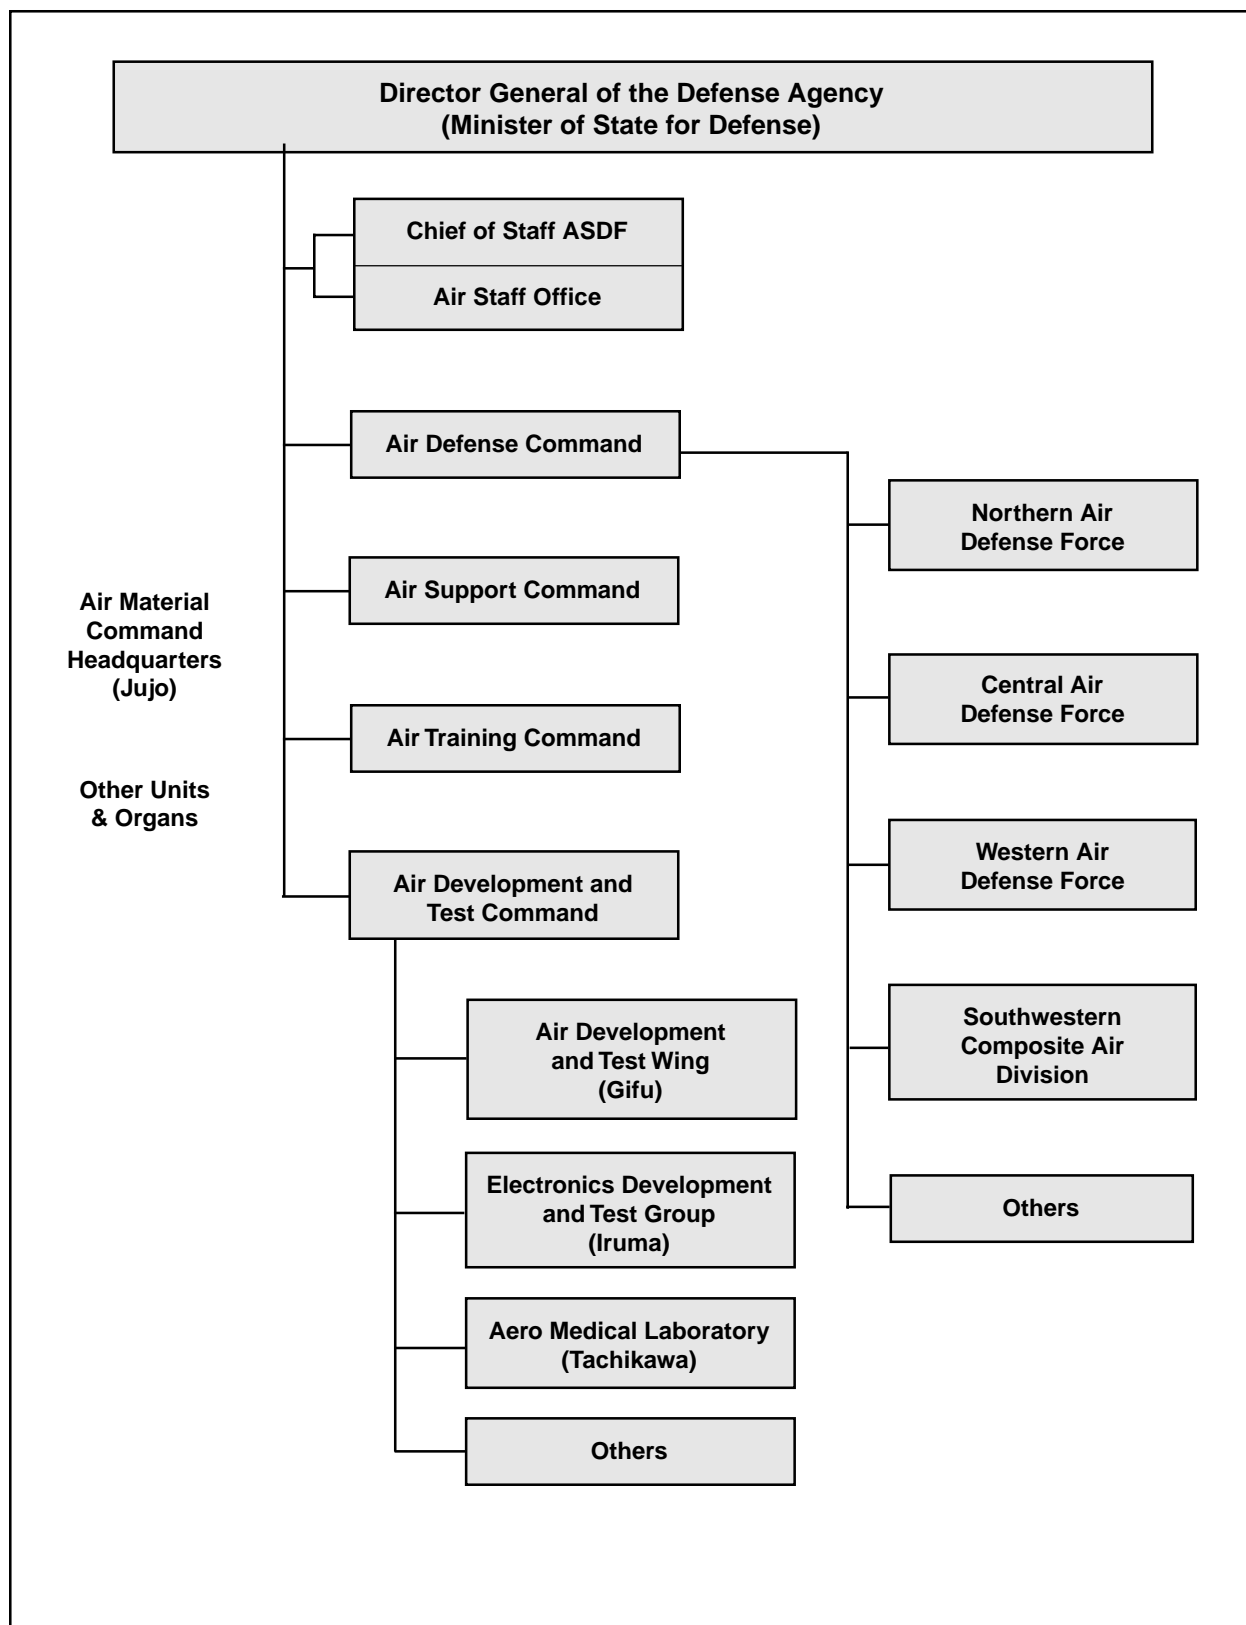 Director General of the Defense Agency
(Minister of State for Defense)
Chief of Staff ASDF
Air Staff Office
Air Defense Command
Northern Air
Defense Force
Air Support Command
Air Material
Command
Headquarters
(Jujo)
Central Air
Defense Force
Air Training Command
Other Units
& Organs
Western Air
Defense Force
Air Development and
Test Command
Southwestern
Composite Air
Division
Air Development
and Test Wing
(Gifu)
Electronics Development
and Test Group
(Iruma)
Others
Aero Medical Laboratory
(Tachikawa)
Others